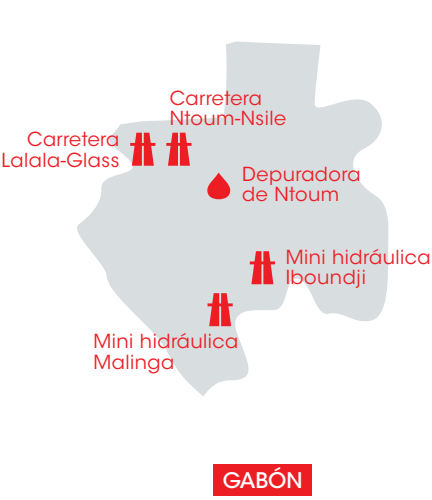 Carretera
Ntoum-Nsile
Carretera
Lalala-Glass
Depuradora
de Ntoum
Mini hidráulica
Iboundji
Mini hidráulica
Malinga
GABÓN